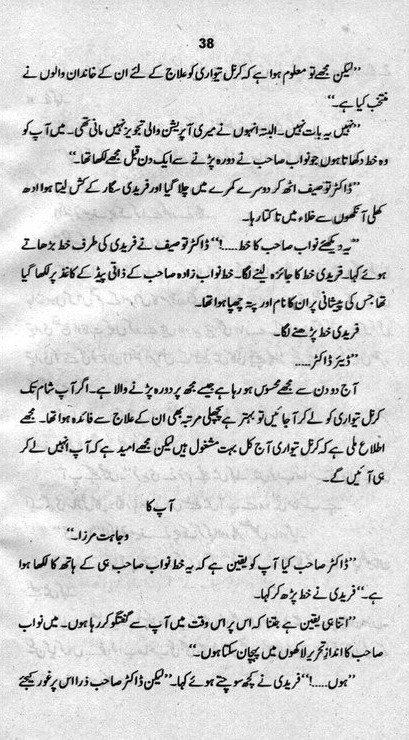 38
”لیکن مجھے تو معلوم ہوا ہے کہ کرنل تیواری کو علاج کے لئے ان کے خاندان والوں نے
منتخب کیا ہے۔“
”نہیں یہ بات نہیں۔ البتہ انہوں نے میری آپریشن والی تجویز نہیں مانی تھی۔ میں آپ کو
وہ خط دکھاتا ہوں جو نواب صاحب نے دورہ پڑنے سے ایک دن قبل مجھے لکھا تھا۔“
”ڈاکٹر توصیف اٹھ کر دوسرے کمرے میں چلا گیا اور فریدی سگار کے کش لیتا ہوا ادھ
کھلی آنکھوں سے خلاء میں تاکتا رہا۔
”یہ دیکھئے نواب صاحب کا خط.....!“ ڈاکٹر توصیف نے فریدی کی طرف خط بڑھاتے
ہوئے کہا۔ فریدی خط کا جائزہ لینے لگا۔ خط نواب زادہ صاحب کے ذاتی پیڈ کے کاغذ پر لکھا گیا
تھا جس کی پیشانی پر ان کا نام اور پتہ چھپا ہوا تھا۔
فریدی خط پڑھنے لگا۔
”ڈیئر ڈاکٹر.....
آج دو دن سے مجھے محسوس ہو رہا ہے جیسے مجھ پر دورہ پڑنے والا ہے۔ اگر آپ شام تک
کرنل تیواری کو لے کر آجائیں تو بہتر ہے پچھلی مرتبہ بھی ان کے علاج سے فائدہ ہوا تھا۔ مجھے
اطلاع ملی ہے کہ کرنل تیواری آج کل بہت مشغول ہیں لیکن مجھے امید ہے کہ آپ انہیں لے کر
ہی آئیں گے۔
آپ کا
وجاہت مرزا۔“
”ڈاکٹر صاحب کیا آپ کو یقین ہے کہ یہ خط نواب صاحب ہی کے ہاتھ کا لکھا ہوا
ہے۔“ فریدی نے خط پڑھ کر کہا۔
”اتنا ہی یقین ہے جتنا کہ اس پر اس وقت میں آپ سے گفتگو کر رہا ہوں۔ میں نواب
صاحب کا انداز تحریر لاکھوں میں پہچان سکتا ہوں۔“
”ہوں.....!“ فریدی نے کچھ سوچتے ہوئے کہا۔ ”لیکن ڈاکٹر صاحب ذرا اس پر غور کیجئے